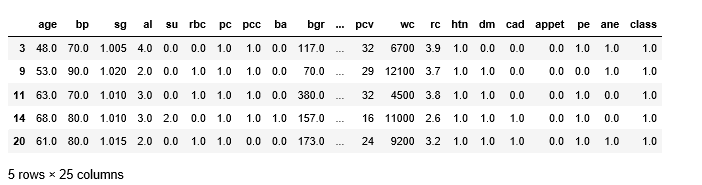 age bp sg al su rbc pc pcc ba bgr ... pcv wc rc htn dm cad appet pe ane class
3 48.0 70.0 1.005 4.0 0.0 0.0 1.0 1.0 0.0 117.0 ... 32 6700 3.9 1.0 0.0 0.0 0.0 1.0 1.0 1.0
9 53.0 90.0 1.020 2.0 0.0 1.0 1.0 1.0 0.0 70.0 ... 29 12100 3.7 1.0 1.0 0.0 0.0 0.0 1.0 1.0
11 63.0 70.0 1.010 3.0 0.0 1.0 1.0 1.0 0.0 380.0 ... 32 4500 3.8 1.0 1.0 0.0 0.0 1.0 0.0 1.0
14 68.0 80.0 1.010 3.0 2.0 0.0 1.0 1.0 1.0 157.0 ... 16 11000 2.6 1.0 1.0 1.0 0.0 1.0 0.0 1.0
20 61.0 80.0 1.015 2.0 0.0 1.0 1.0 0.0 0.0 173.0 ... 24 9200 3.2 1.0 1.0 1.0 0.0 1.0 1.0 1.0
5 rows × 25 columns